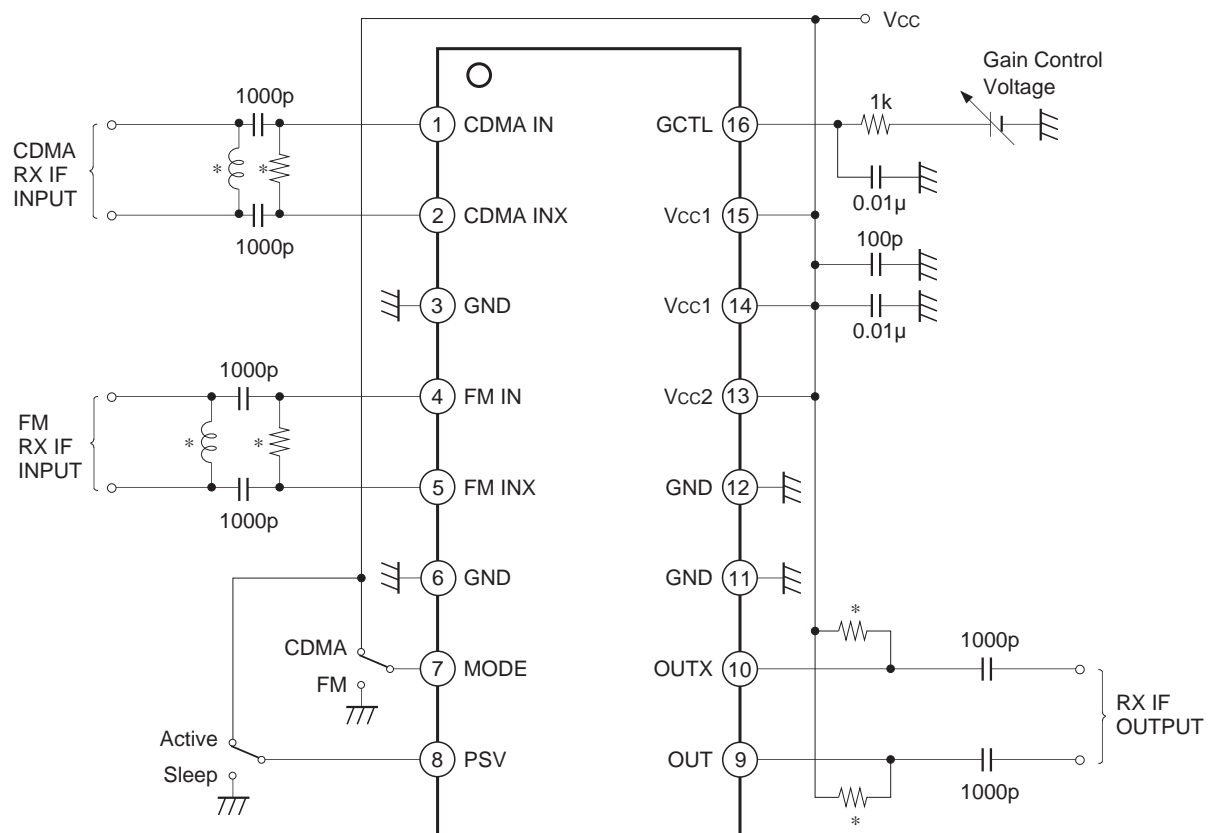 Vcc
Gain Control
Voltage
1000p
CDMA
RX IF
INPUT
*
*
1000p
1
CDMA IN
2
CDMA INX
3
GND
1000p
FM
RX IF
INPUT
*
*
1000p
4
FM IN
5
FM INX
6
GND
CDMA
FM
7
MODE
Active
Sleep
8
PSV
GCTL
16
1k
0.01µ
Vcc1
15
100p
Vcc1
14
0.01µ
Vcc2
13
GND
12
GND
11
*
OUTX
10
1000p
RX IF
OUTPUT
OUT
9
1000p
*